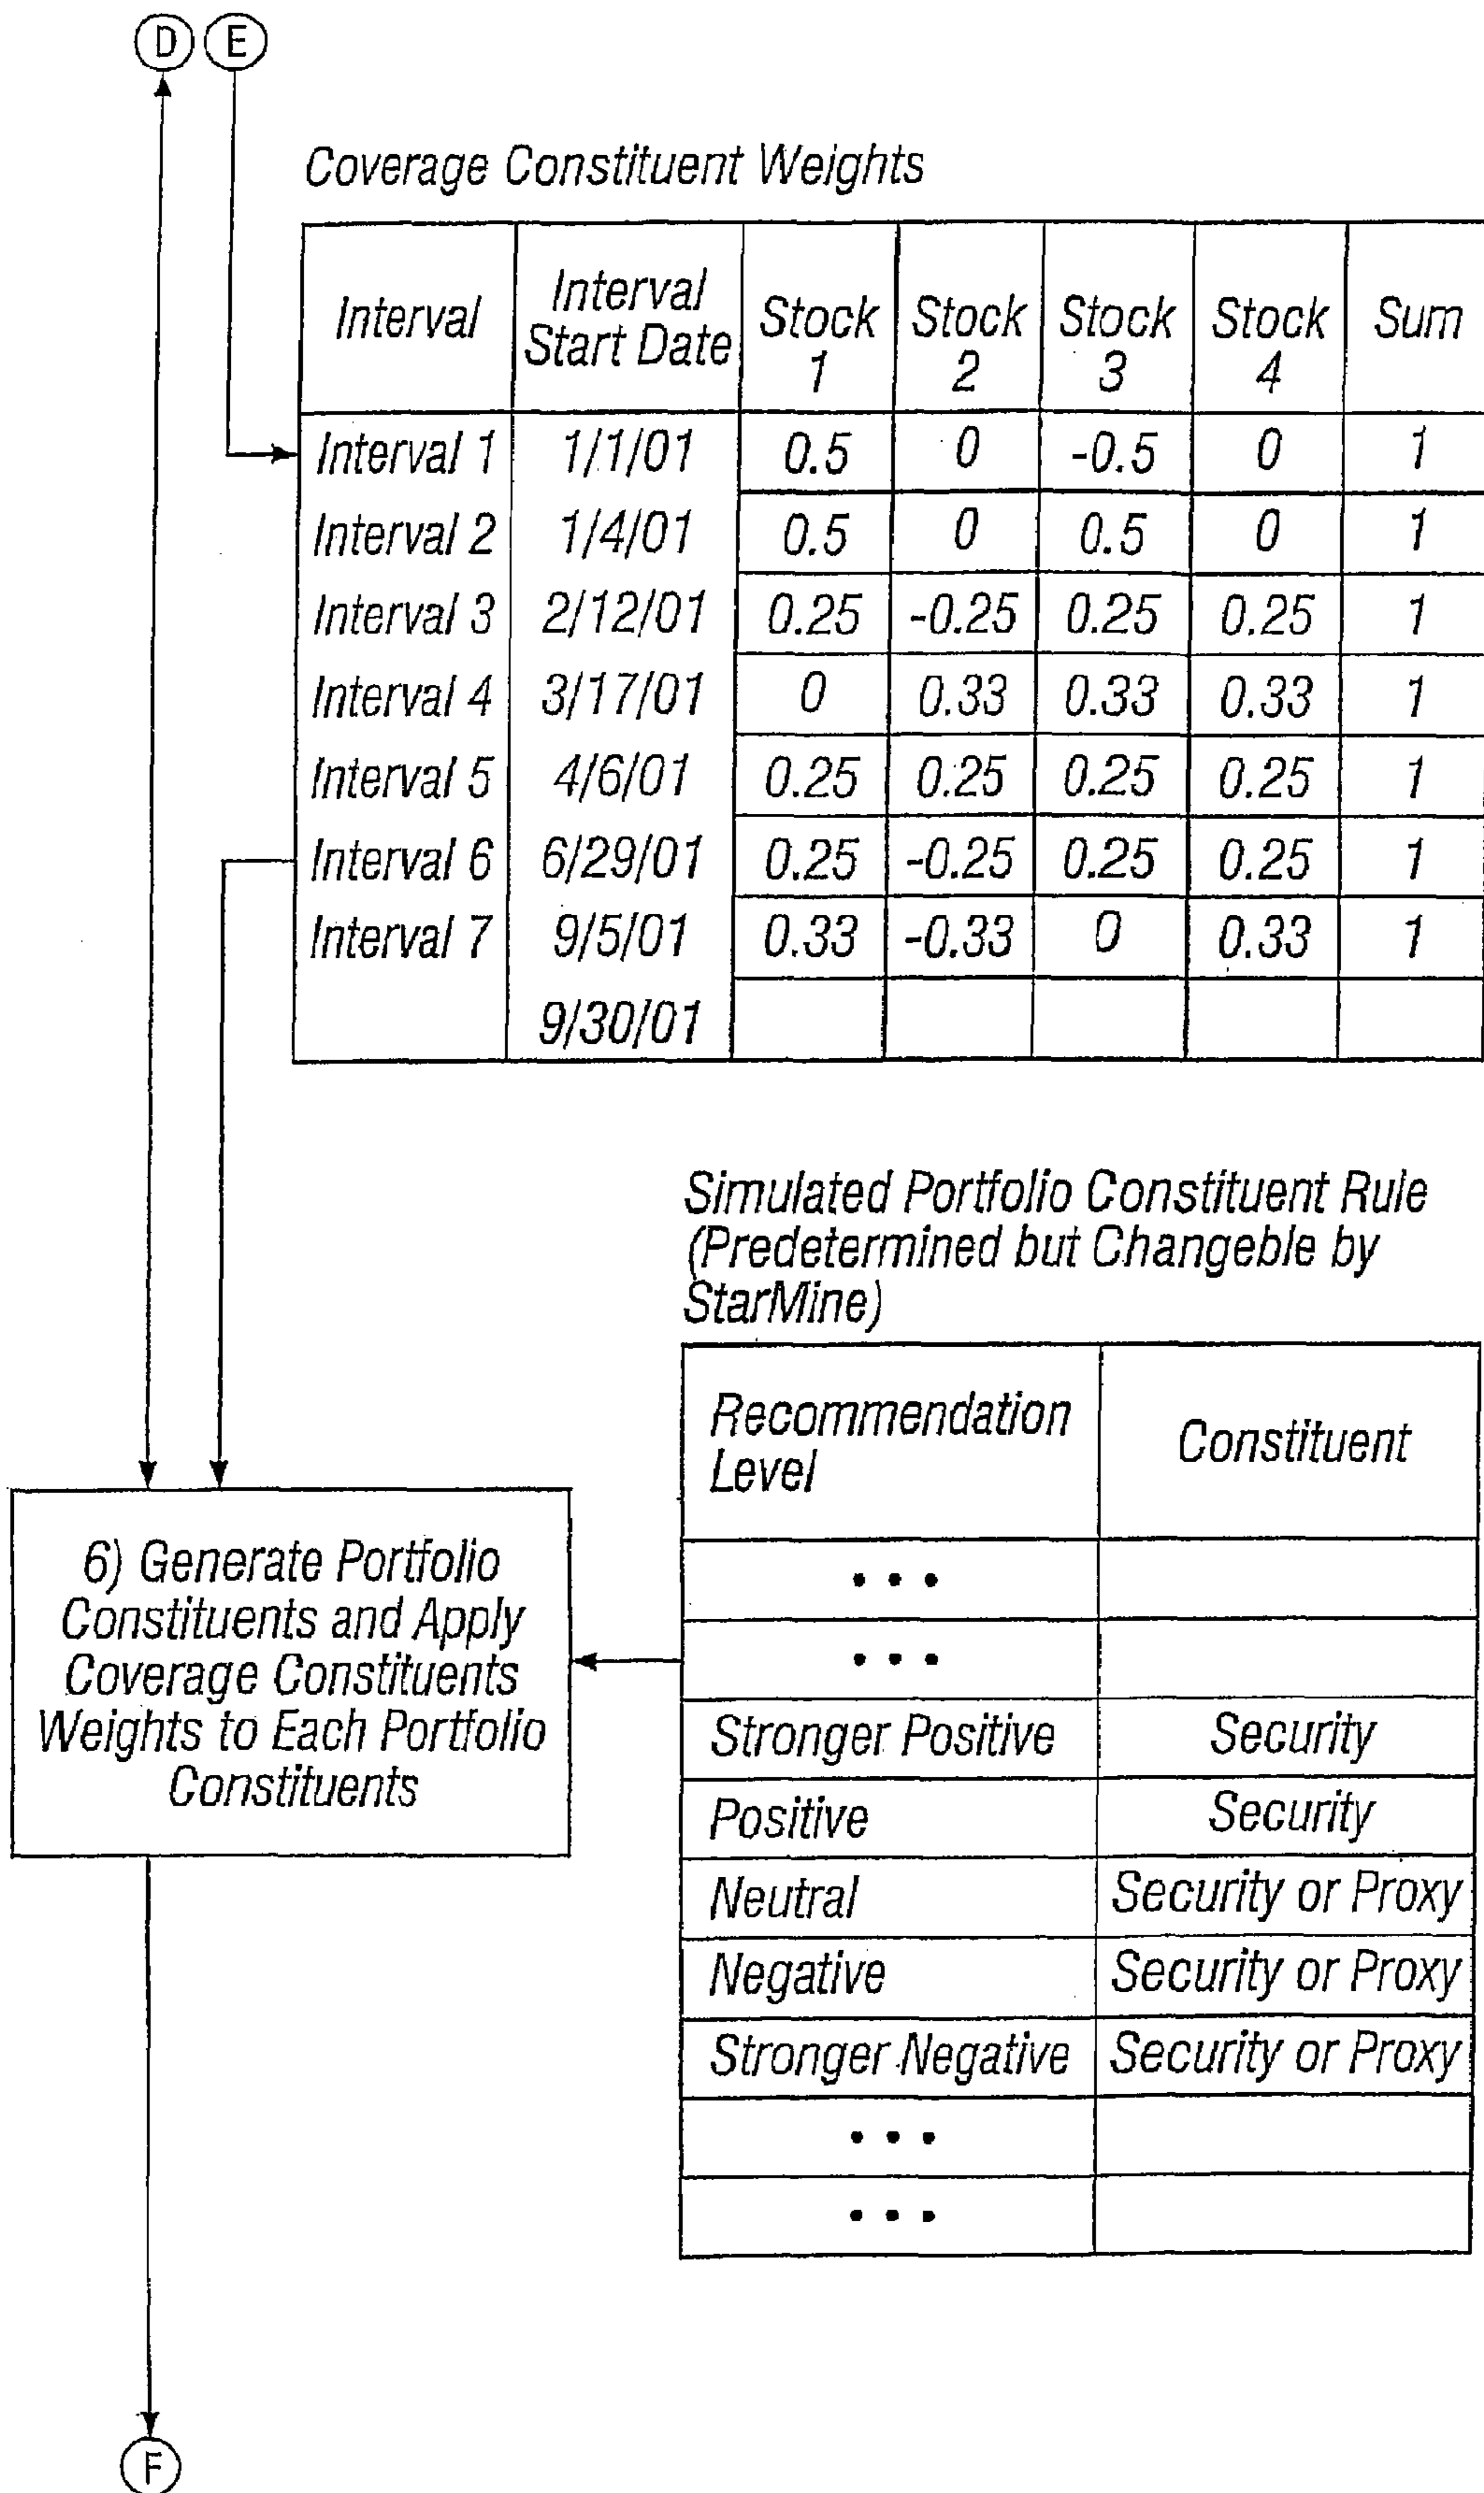 D E
Coverage Constituent Weights
Interval
Interval
Start Date
Stock
1
Stock
2
Stock
3
Stock
4
Sum
Interval 1 1/1/01 0.5 0 -0.5 0 1
Interval 2 1/4/01 0.5 0 0.5 0 1
Interval 3 2/12/01 0.25 -0.25 0.25 0.25 1
Interval 4 3/17/01 0 0.33 0.33 0.33 1
Interval 5 4/6/01 0.25 0.25 0.25 0.25 1
Interval 6 6/29/01 0.25 -0.25 0.25 0.25 1
Interval 7 9/5/01 0.33 -0.33 0 0.33 1
9/30/01
Simulated Portfolio Constituent Rule
(Predetermined but Changeble by
StarMine)
Recommendation
Level
Constituent
• • •
• • •
Stronger Positive Security
Positive Security
Neutral Security or Proxy
Negative Security or Proxy
Stronger Negative Security or Proxy
• • •
• • •
6) Generate Portfolio
Constituents and Apply
Coverage Constituents
Weights to Each Portfolio
Constituents
F